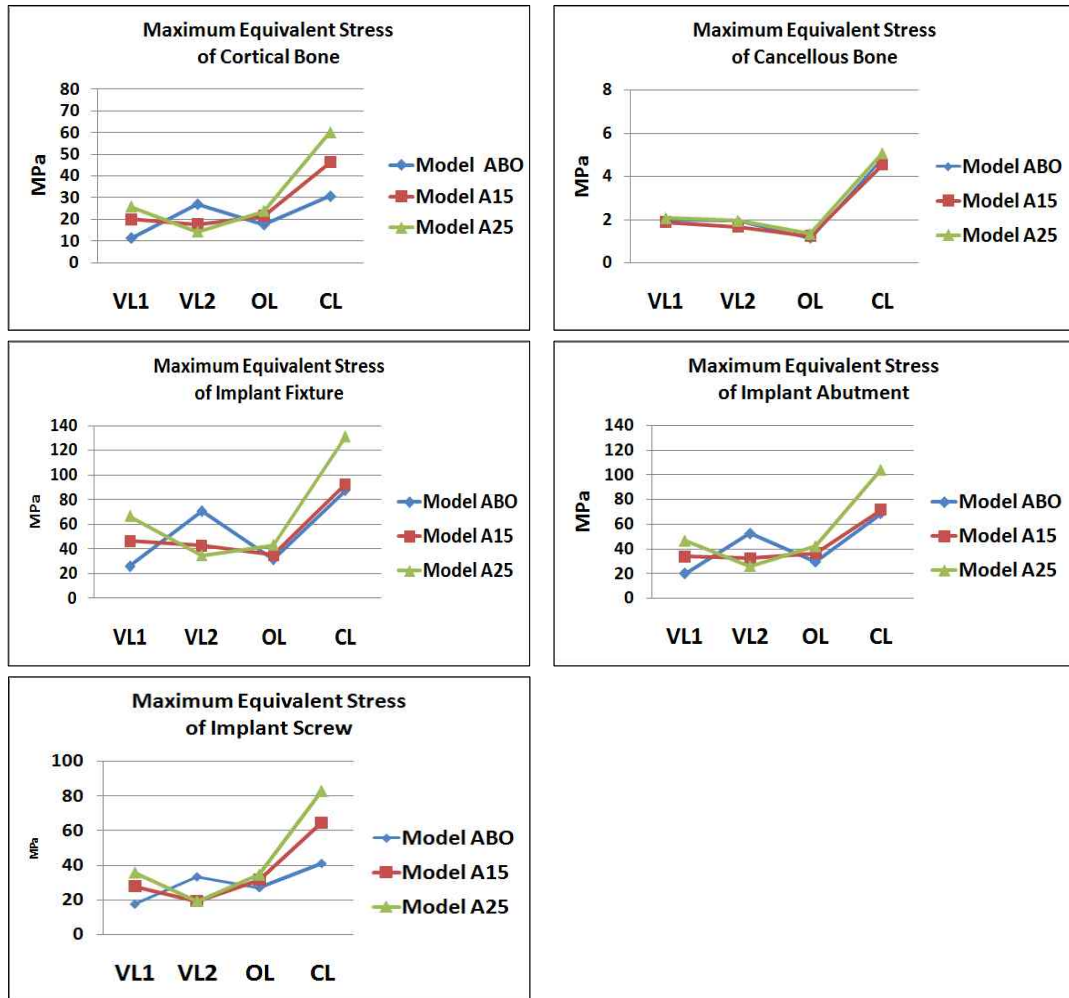 Maximum Equivalent Stress
of Cortical Bone
80
70
60
50
40
30
20
10
0
MPa
VL1 VL2 OL CL
Model ABO
Model A15
Model A25
Maximum Equivalent Stress
of Cancellous Bone
8
6
4
2
0
MPa
VL1 VL2 OL CL
Model ABO
Model A15
Model A25
Maximum Equivalent Stress
of Implant Fixture
140
120
100
80
60
40
20
0
MPa
VL1 VL2 OL CL
Model ABO
Model A15
Model A25
Maximum Equivalent Stress
of Implant Abutment
140
120
100
80
60
40
20
0
MPa
VL1 VL2 OL CL
Model ABO
Model A15
Model A25
Maximum Equivalent Stress
of Implant Screw
100
80
60
40
20
0
MPa
VL1 VL2 OL CL
Model ABO
Model A15
Model A25